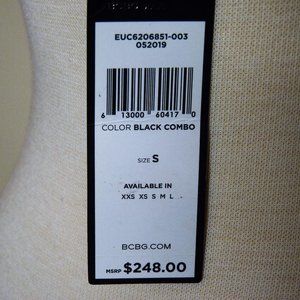 EUC6206851-003
052019
6 13000 60417 0
COLOR BLACK COMBO
SIZE S
AVAILABLE IN
XXS XS S M L
BCBG.COM
MSRP $248.00